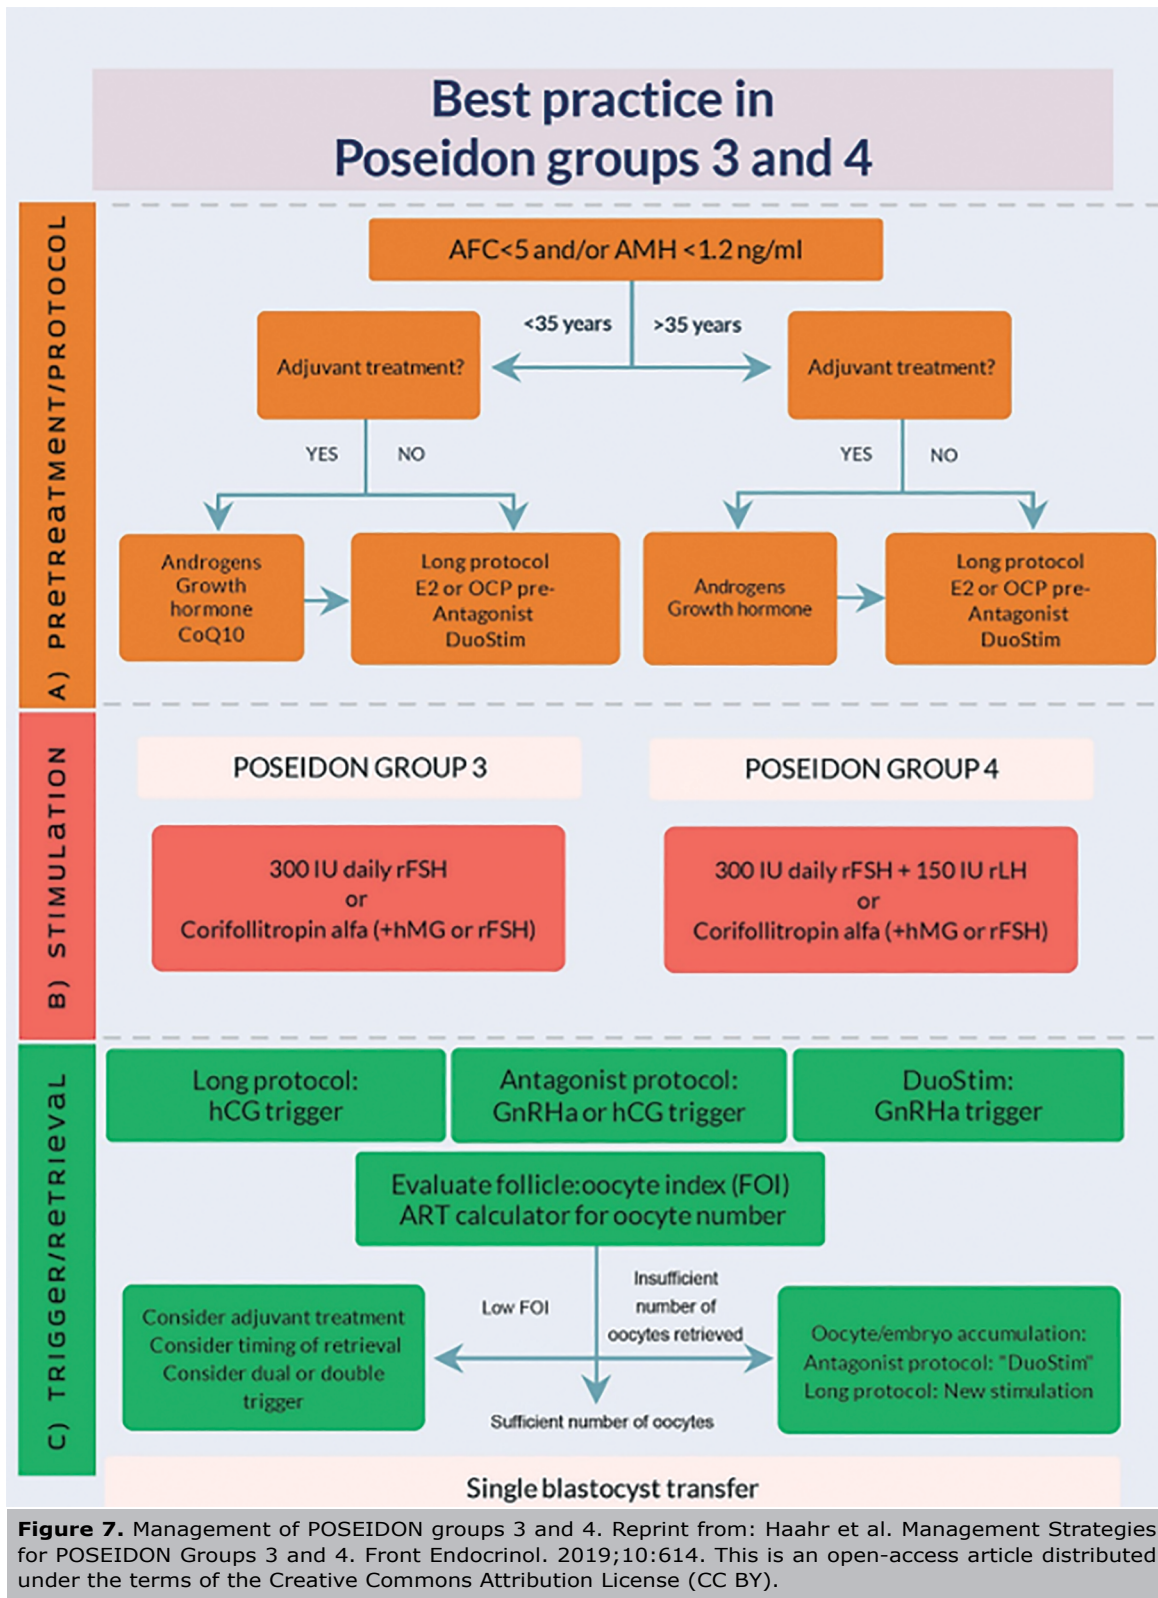 Best practice in
Poseidon groups 3 and 4
A) PRETREATMENT/PROTOCOL
AFC<5 and/or AMH <1.2 ng/ml
<35 years
>35 years
Adjuvant treatment?
Adjuvant treatment?
YES
NO
YES
NO
Androgens
Growth
hormone
CoQ10
Long protocol
E2 or OCP pre-
Antagonist
DuoStim
Androgens
Growth hormone
Long protocol
E2 or OCP pre-
Antagonist
DuoStim
B) STIMULATION
POSEIDON GROUP 3
POSEIDON GROUP 4
300 IU daily rFSH
or
Corifollitropin alfa (+hMG or rFSH)
300 IU daily rFSH + 150 IU rLH
or
Corifollitropin alfa (+hMG or rFSH)
C) TRIGGER/RETRIEVAL
Long protocol:
hCG trigger
Antagonist protocol:
GnRHa or hCG trigger
DuoStim:
GnRHa trigger
Evaluate follicle:oocyte index (FOI)
ART calculator for oocyte number
Low FOI
Insufficient
number of
oocytes retrieved
Consider adjuvant treatment
Consider timing of retrieval
Consider dual or double
trigger
Oocyte/embryo accumulation:
Antagonist protocol: "DuoStim"
Long protocol: New stimulation
Sufficient number of oocytes
Single blastocyst transfer
Figure 7. Management of POSEIDON groups 3 and 4. Reprint from: Haahr et al. Management Strategies
for POSEIDON Groups 3 and 4. Front Endocrinol. 2019;10:614. This is an open-access article distributed
under the terms of the Creative Commons Attribution License (CC BY).